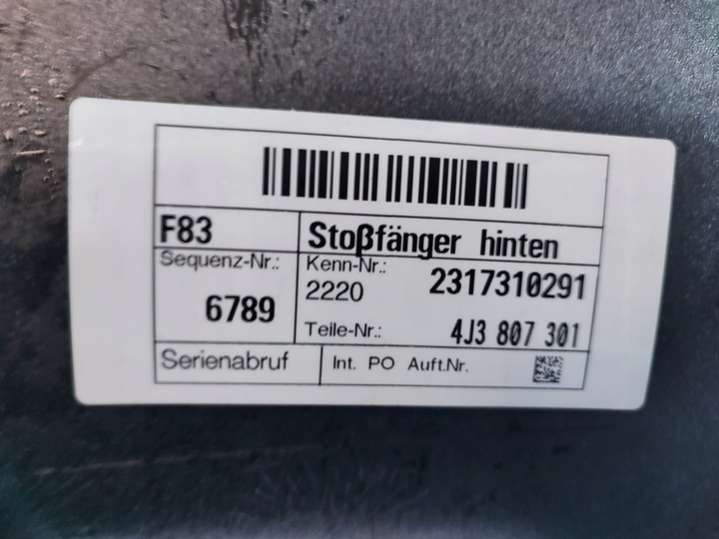 F83
Stoßfänger hinten
Sequenz-Nr.:
6789
Kenn-Nr.:
2220 2317310291
Teile-Nr.: 4J3 807 301
Serienabruf
Int. PO Auft.Nr.